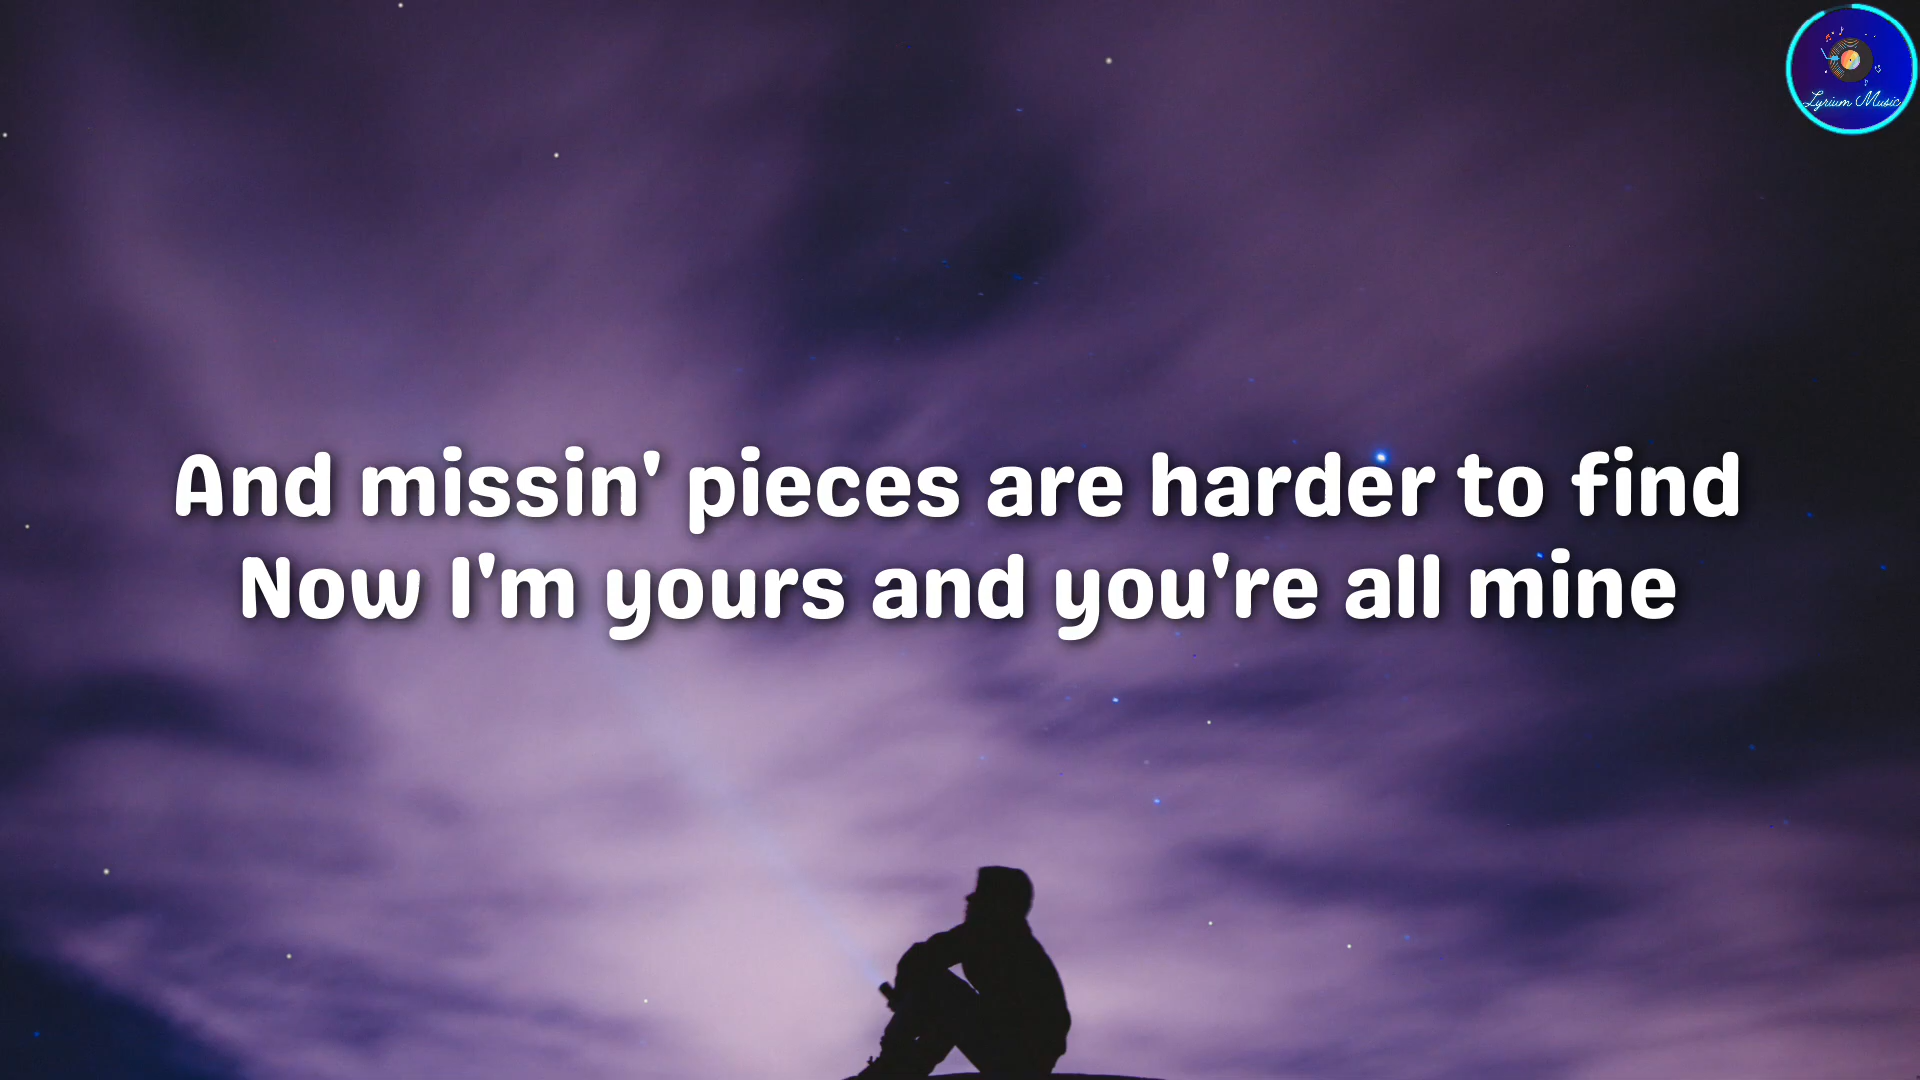 Lyrium Music
And missin' pieces are harder to find
Now I'm yours and you're all mine